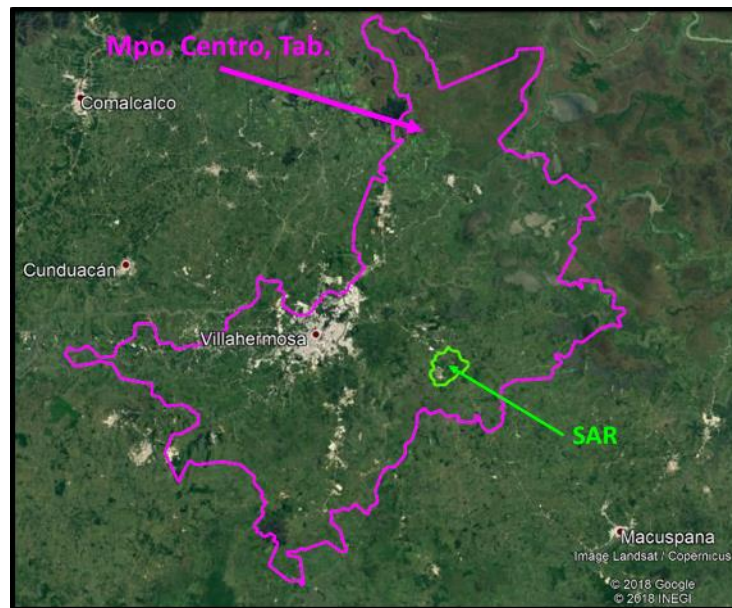 Mpo. Centro, Tab.
Comalcalco
Cunduacán
Villahermosa
SAR
Macuspana
Image Landsat / Copernicus
© 2018 Google
© 2018 INEGI